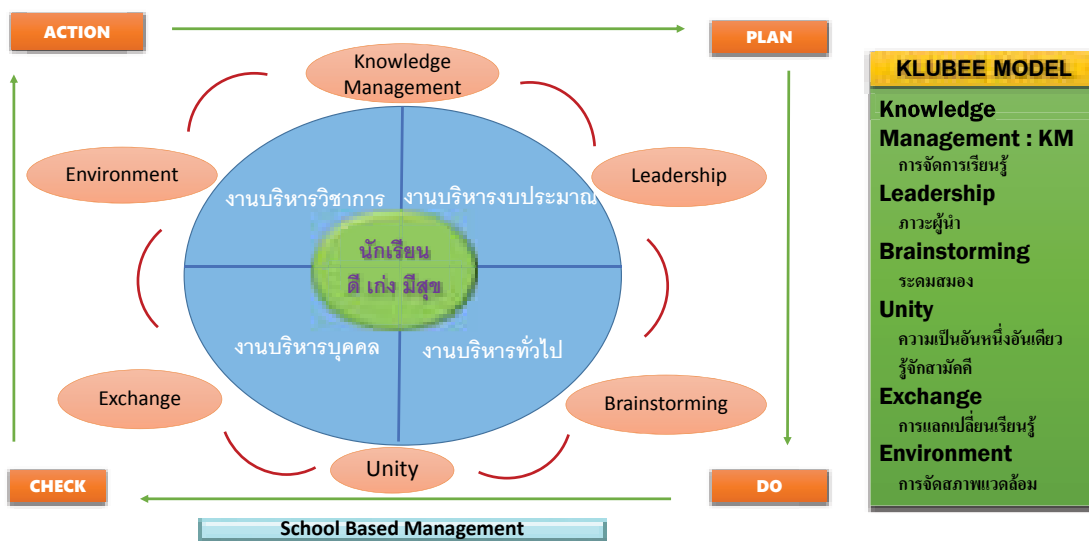 ACTION
PLAN
Knowledge
Management
Environment
Leadership
งานบริหารวิชาการ
งานบริหารงบประมาณ
นักเรียน
ดี เก่ง มีสุข
งานบริหารบุคคล
งานบริหารทั่วไป
Exchange
Brainstorming
Unity
CHECK
DO
School Based Management
KLUBEE MODEL
Knowledge
Management : KM
การจัดการเรียนรู้
Leadership
ภาวะผู้นำ
Brainstorming
ระดมสมอง
Unity
ความเป็นอันหนึ่งอันเดียว
รู้จักสามัคคี
Exchange
การแลกเปลี่ยนเรียนรู้
Environment
การจัดสภาพแวดล้อม